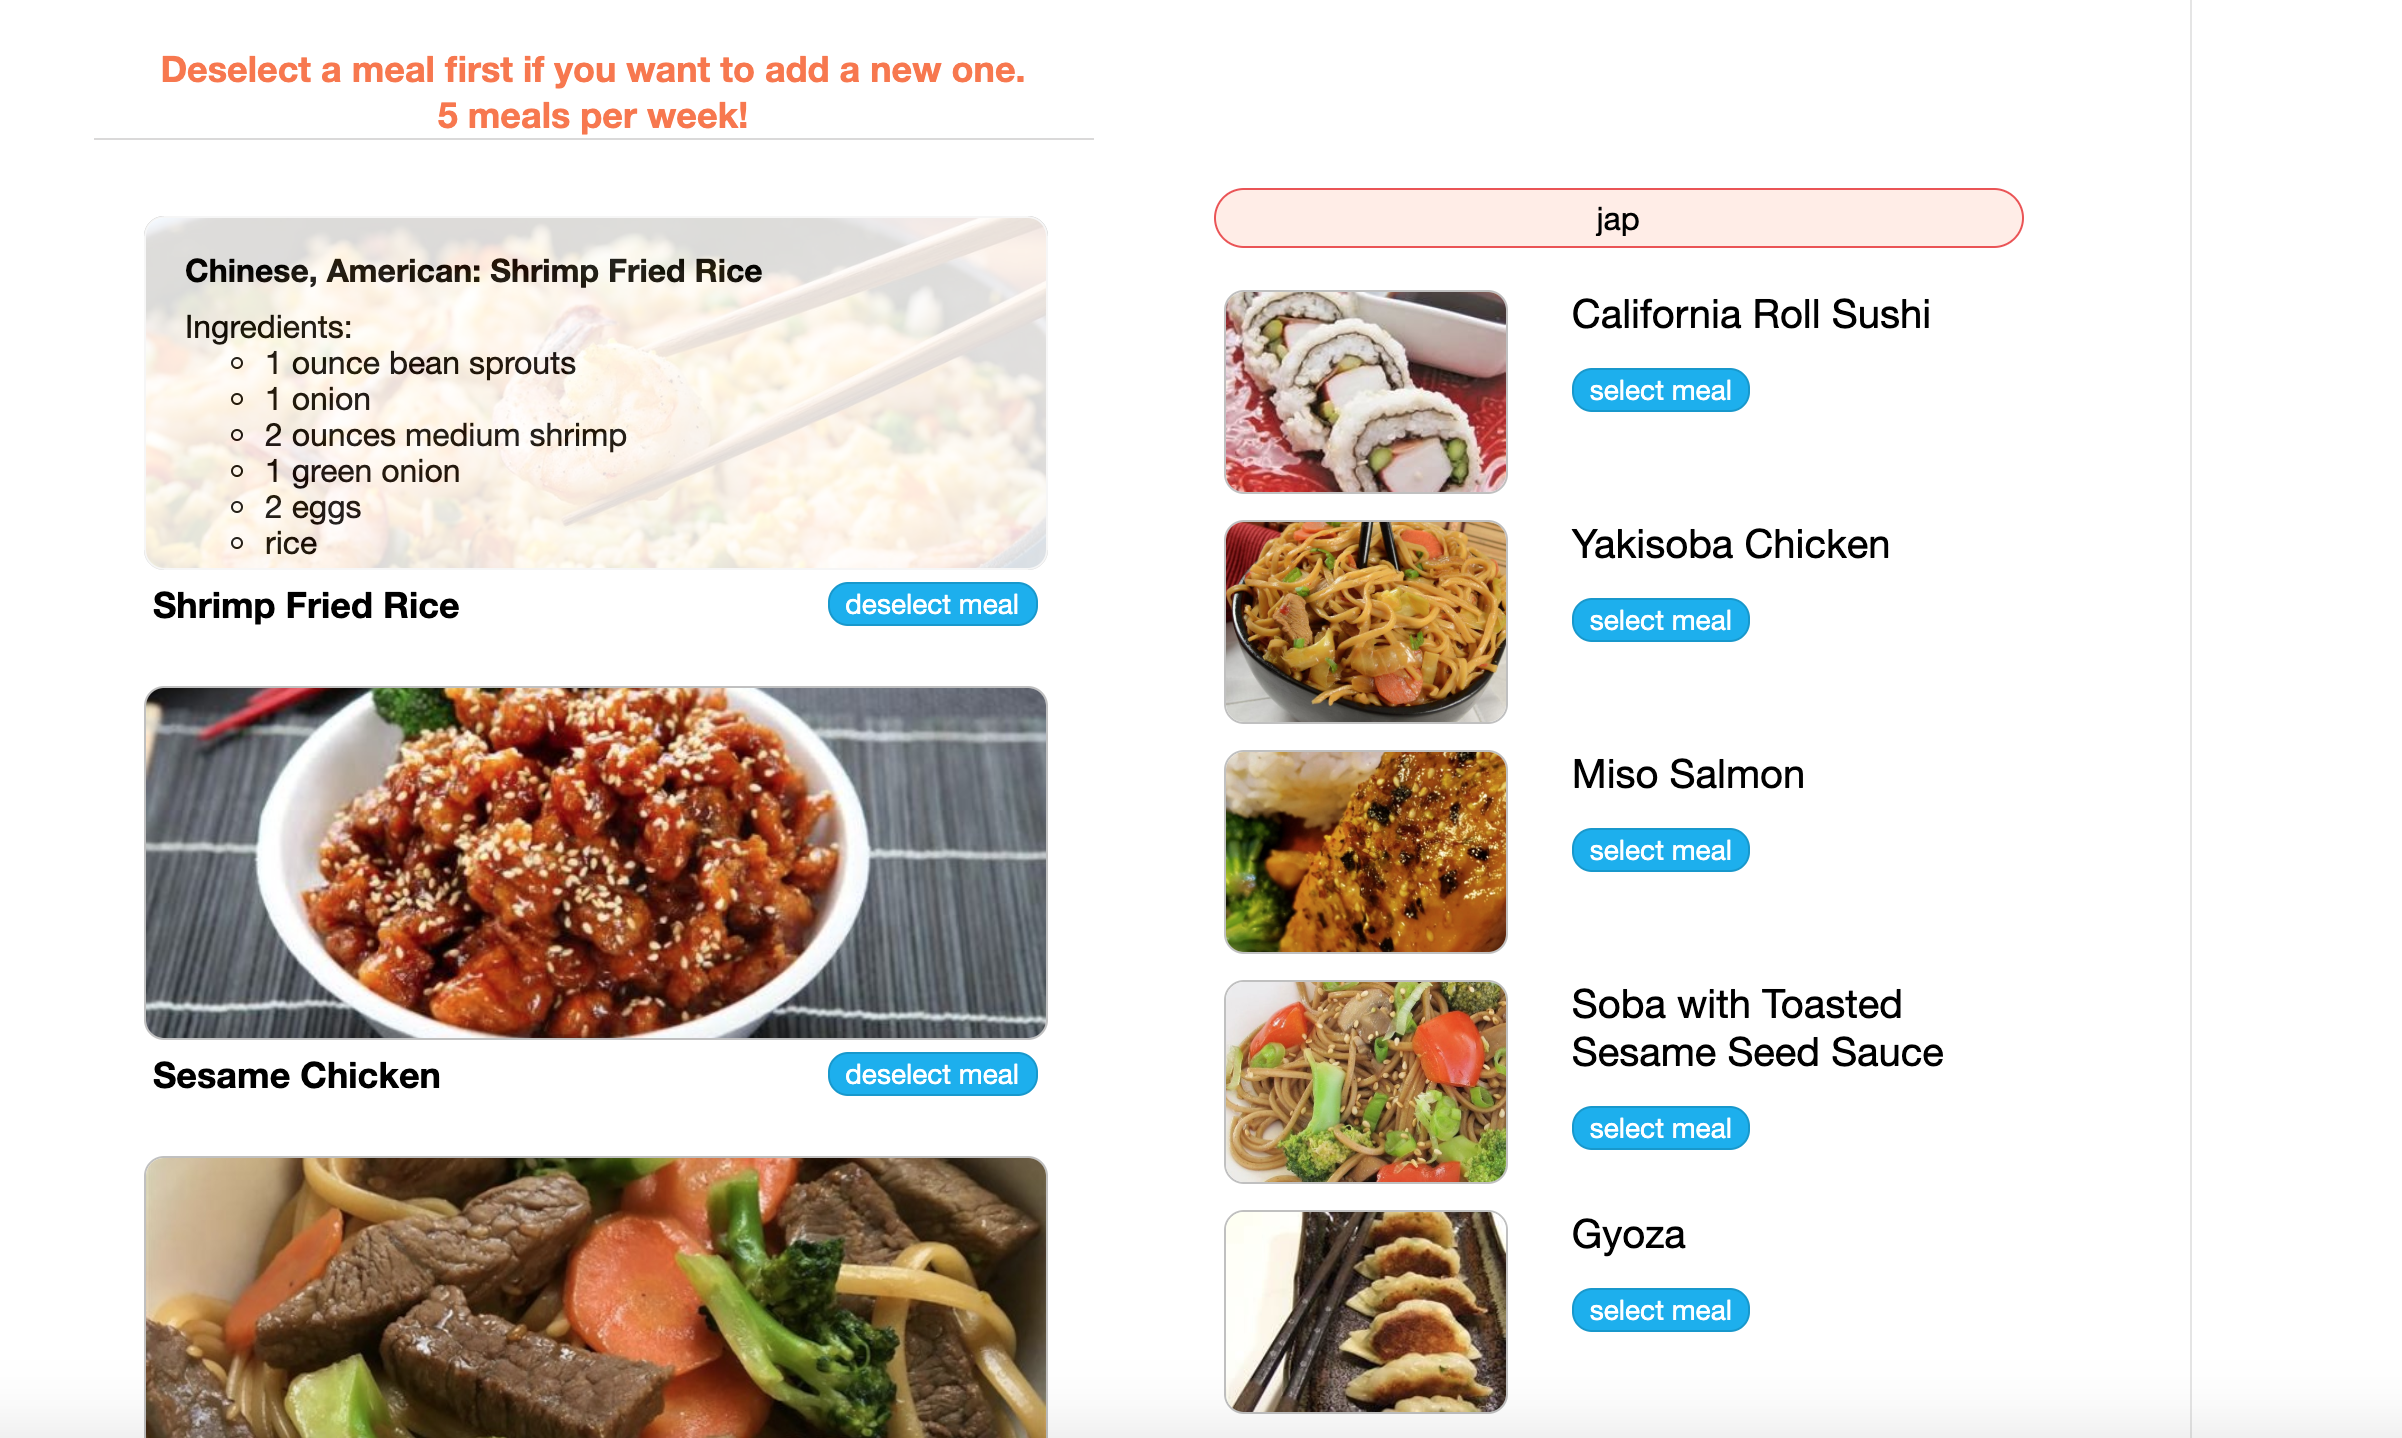 Deselect a meal first if you want to add a new one.
5 meals per week!
Chinese, American: Shrimp Fried Rice
Ingredients:
1 ounce bean sprouts
1 onion
2 ounces medium shrimp
1 green onion
2 eggs
rice
Shrimp Fried Rice
deselect meal
Sesame Chicken
deselect meal
jap
California Roll Sushi
select meal
Yakisoba Chicken
select meal
Miso Salmon
select meal
Soba with Toasted
Sesame Seed Sauce
select meal
Gyoza
select meal